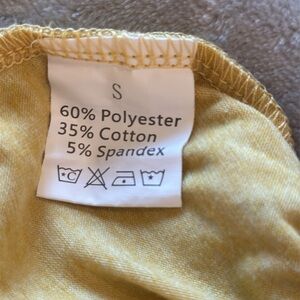 S
60% Polyester
35% Cotton
5% Spandex